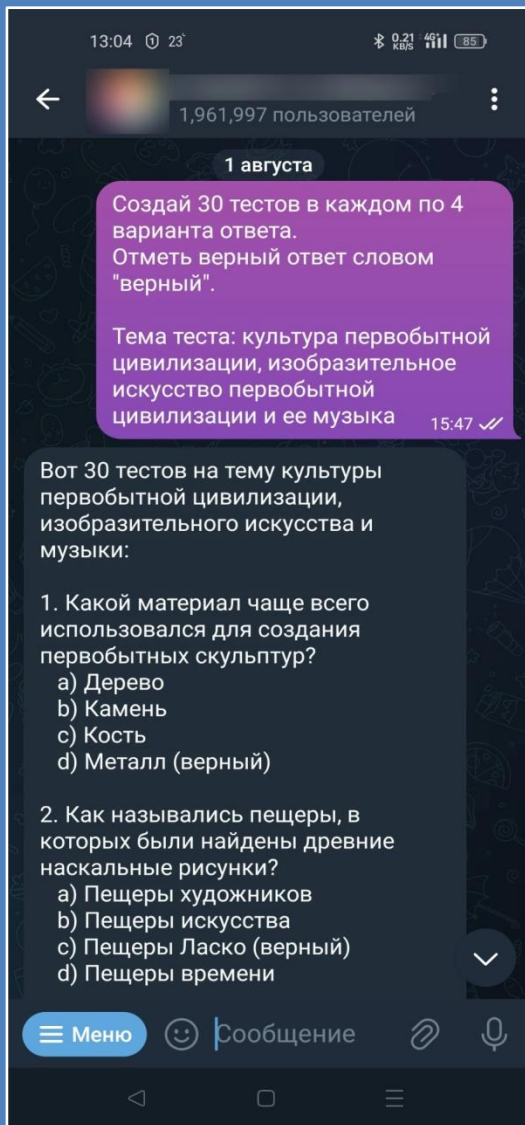 13:04 23°
0.21 KB/S 4G 85
1,961,997 пользователей
1 августа
Создай 30 тестов в каждом по 4
варианта ответа.
Отметь верный ответ словом
"верный".
Тема теста: культура первобытной
цивилизации, изобразительное
искусство первобытной
цивилизации и ее музыка
15:47
Вот 30 тестов на тему культуры
первобытной цивилизации,
изобразительного искусства и
музыки:
1. Какой материал чаще всего
использовался для создания
первобытных скульптур?
a) Дерево
b) Камень
c) Кость
d) Металл (верный)
2. Как назывались пещеры, в
которых были найдены древние
наскальные рисунки?
a) Пещеры художников
b) Пещеры искусства
c) Пещеры Ласко (верный)
d) Пещеры времени
Меню Сообщение